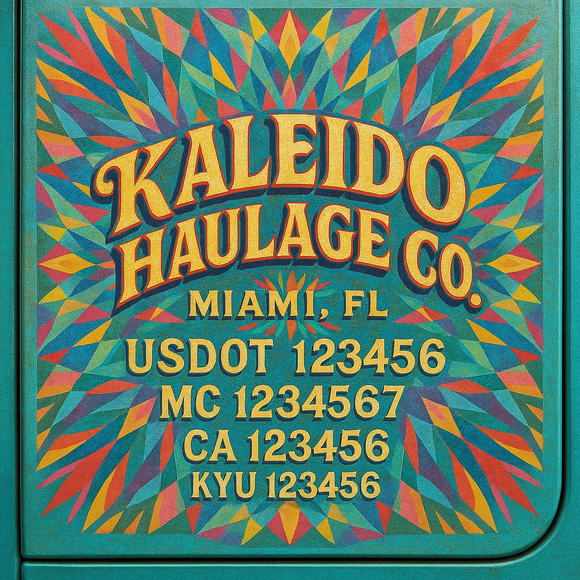 KALEIDO
HAULAGE CO.
MIAMI, FL
USDOT 123456
MC 1234567
CA 123456
KYU 123456